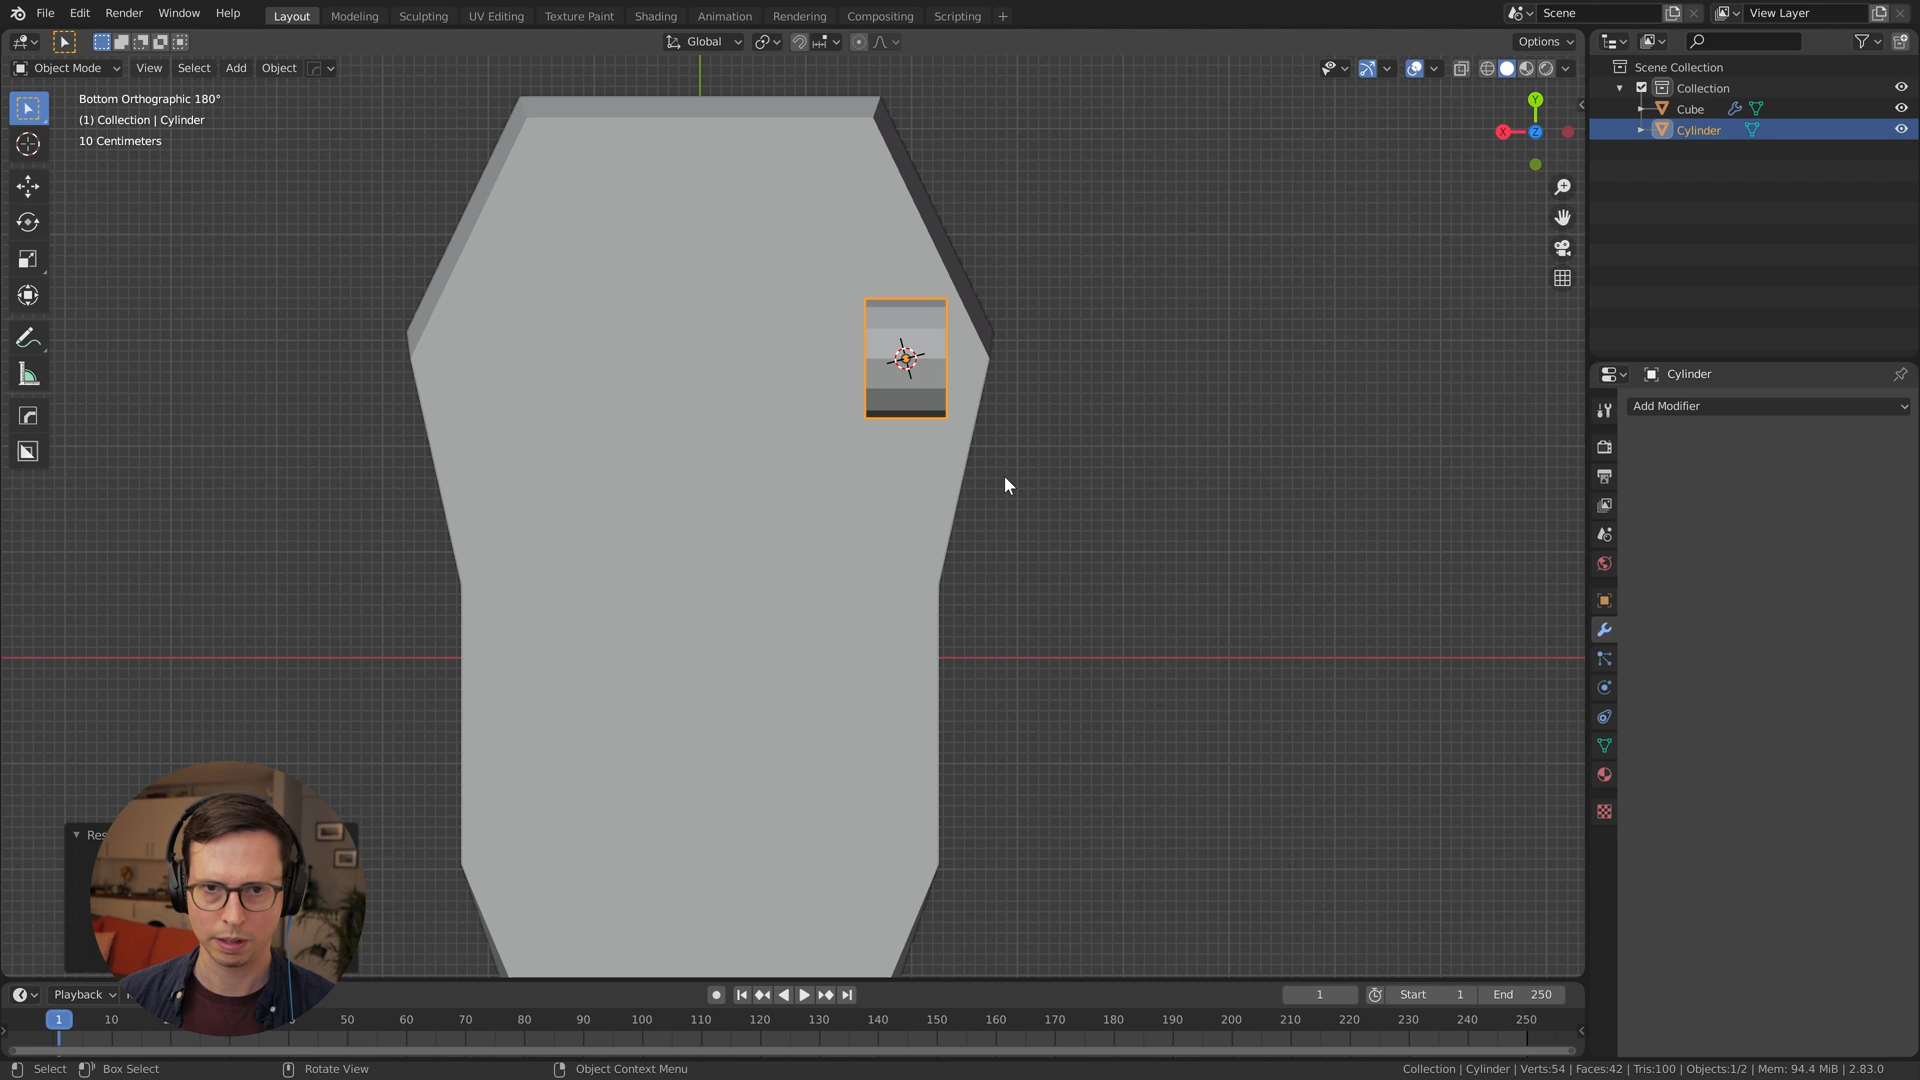 File Edit Render Window Help
Layout Modeling Sculpting UV Editing Texture Paint Shading Animation Rendering Compositing Scripting +
Scene
View Layer
Global
Options
Object Mode View Select Add Object
Bottom Orthographic 180°
(1) Collection | Cylinder
10 Centimeters
Y
X
Z
Scene Collection
Collection
Cube
Cylinder
Cylinder
Add Modifier
Playback
1
Start 1
End 250
1 10 50 60 70 80 90 100 110 120 130 140 150 160 170 180 190 200 210 220 230 240 250
Select Box Select Rotate View Object Context Menu
Collection | Cylinder | Verts:54 | Faces:42 | Tris:100 | Objects:1/2 | Mem: 94.4 MiB | 2.83.0